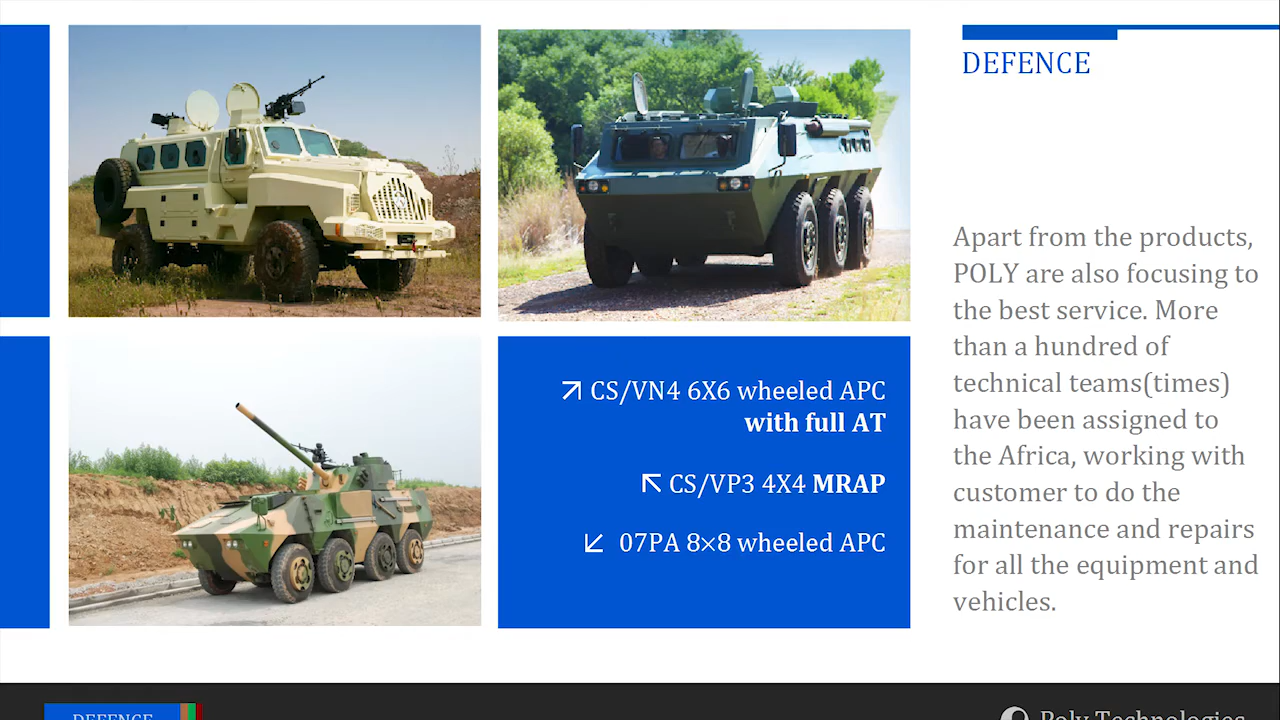 DEFENCE
Apart from the products,
POLY are also focusing to
the best service. More
than a hundred of
technical teams(times)
have been assigned to
the Africa, working with
customer to do the
maintenance and repairs
for all the equipment and
vehicles.
CS/VN4 6X6 wheeled APC
with full AT
CS/VP3 4X4 MRAP
07PA 8×8 wheeled APC
DEFENCE
Poly Technologies